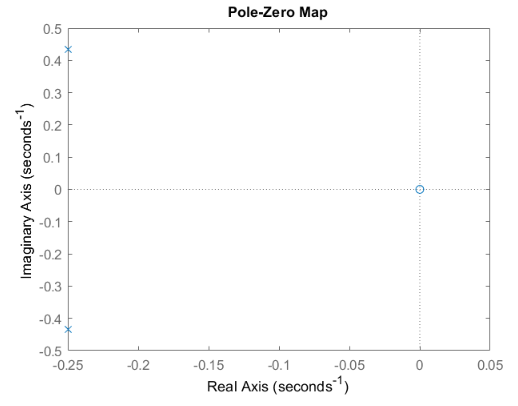 Pole-Zero Map
0.5
0.4
0.3
0.2
0.1
0
-0.1
-0.2
-0.3
-0.4
-0.5
Imaginary Axis (seconds⁻¹)
-0.25 -0.2 -0.15 -0.1 -0.05 0 0.05
Real Axis (seconds⁻¹)